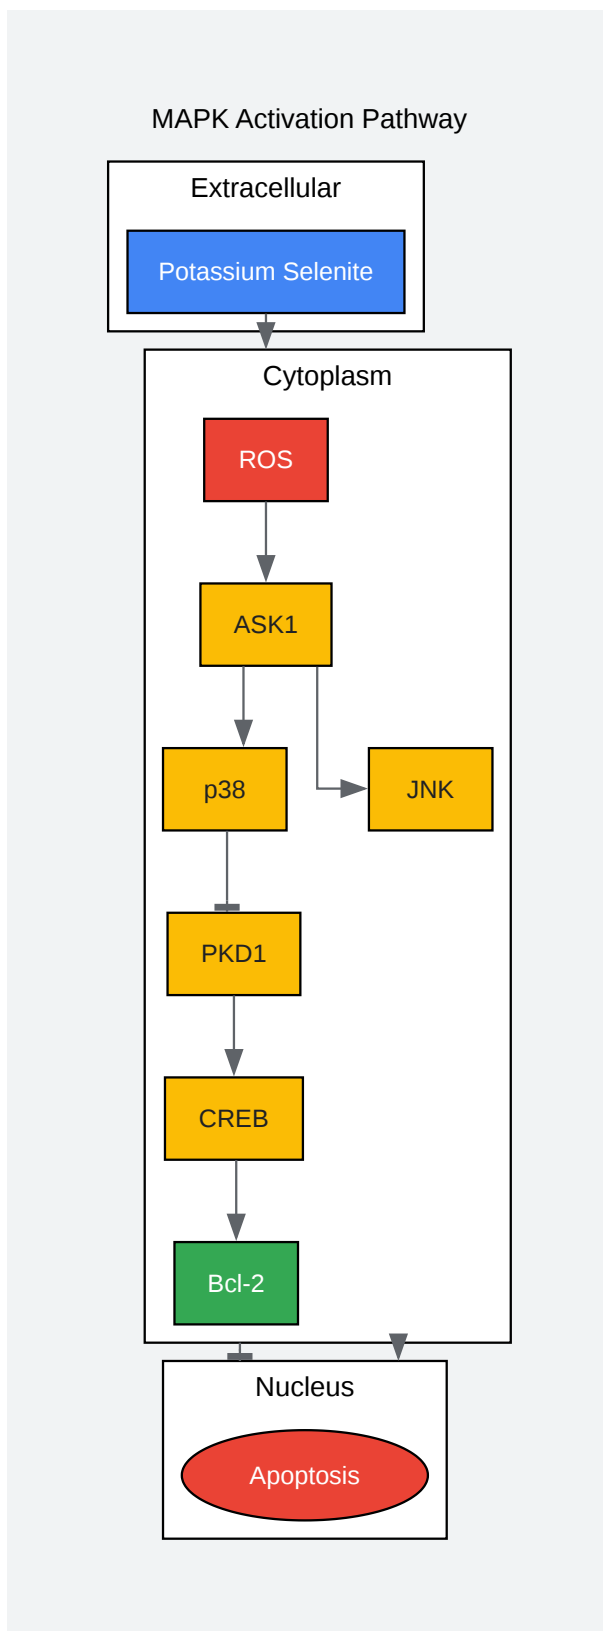 MAPK Activation Pathway
Extracellular
Potassium Selenite
Cytoplasm
ROS
ASK1
p38
JNK
PKD1
CREB
Bcl-2
Nucleus
Apoptosis